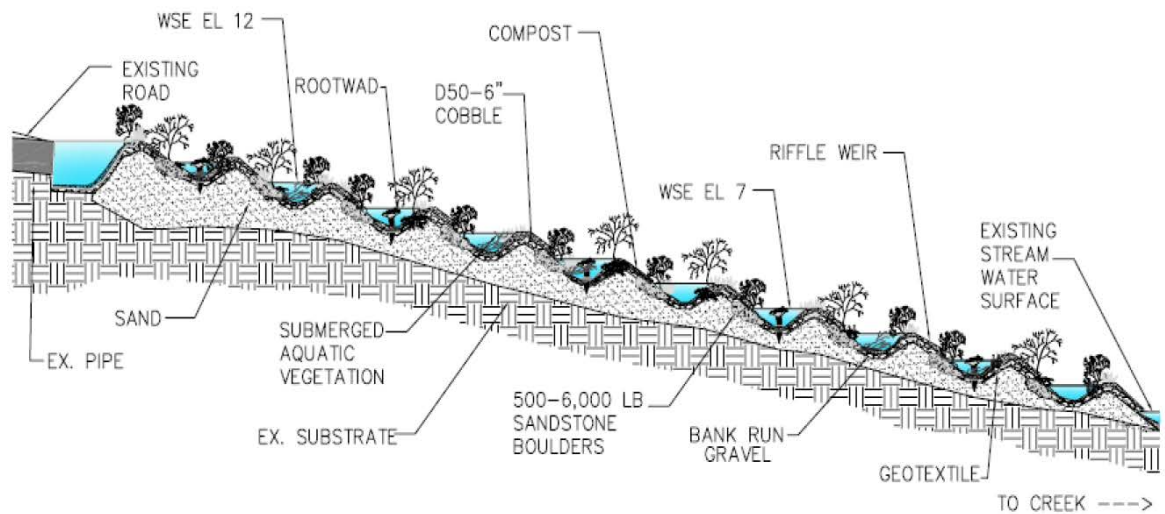 WSE EL 12
COMPOST
EXISTING
ROAD
ROOTWAD
D50-6"
COBBLE
RIFFLE WEIR
WSE EL 7
EXISTING
STREAM
WATER
SURFACE
SAND
SUBMERGED
AQUATIC
VEGETATION
EX. PIPE
500-6,000 LB
SANDSTONE
BOULDERS
EX. SUBSTRATE
BANK RUN
GRAVEL
GEOTEXTILE
TO CREEK --->